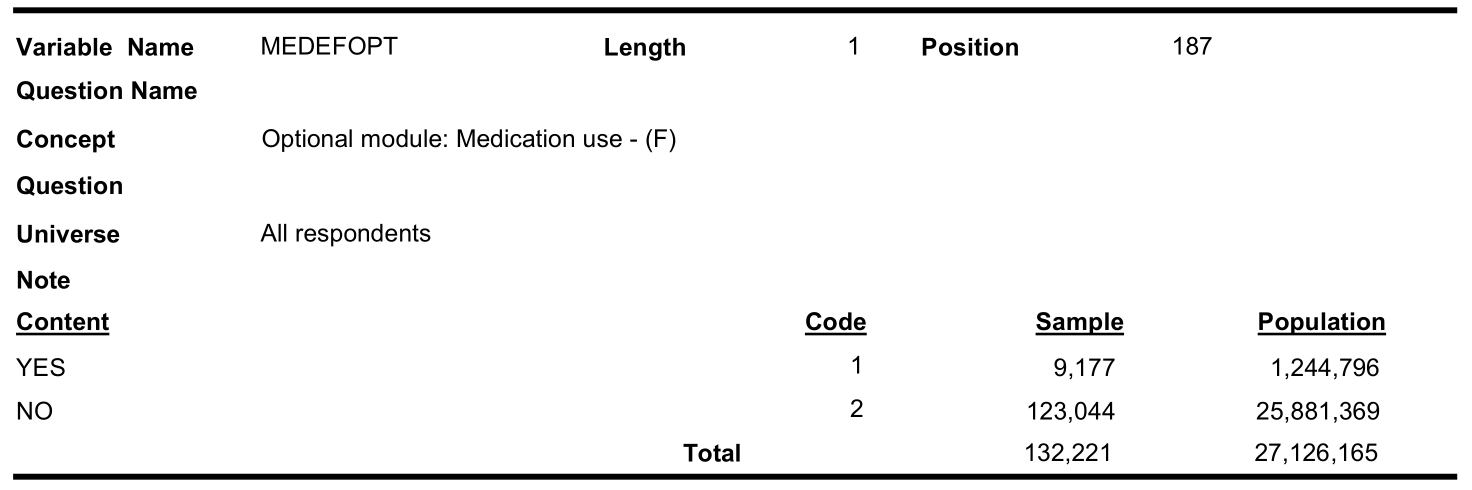 Variable Name MEDEFOPT Length 1 Position 187
Question Name
Concept Optional module: Medication use - (F)
Question
Universe All respondents
Note
Content Code Sample Population
YES 1 9,177 1,244,796
NO 2 123,044 25,881,369
Total 132,221 27,126,165